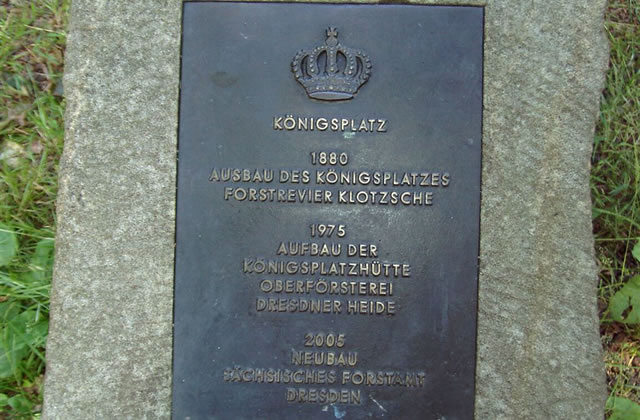 KÖNIGSPLATZ
1880
AUSBAU DES KÖNIGSPLATZES
FORSTREVIER KLOTZSCHE
1975
AUFBAU DER
KÖNIGSPLATZHÜTTE
OBERFÖRSTEREI
DRESDNER HEIDE
2005
NEUBAU
SÄCHSISCHES FORSTAMT
DRESDEN